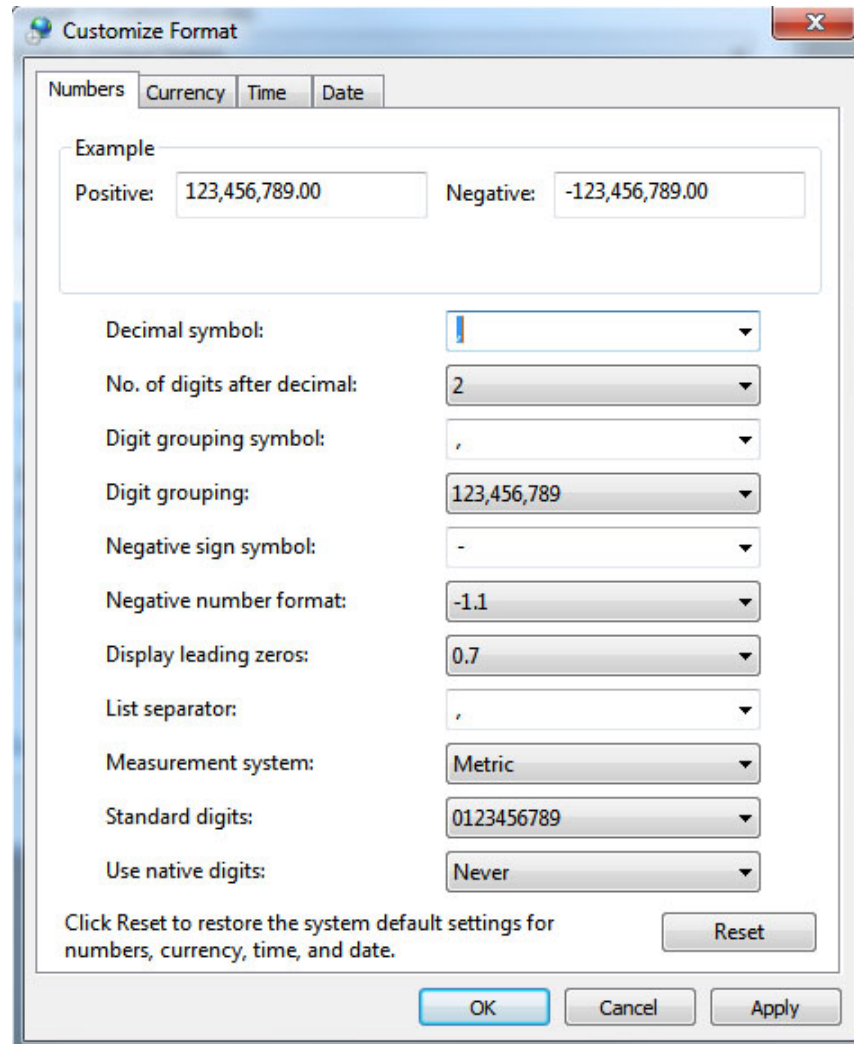 Customize Format
Numbers Currency Time Date
Example
Positive: 123,456,789.00 Negative: -123,456,789.00
Decimal symbol: ,
No. of digits after decimal: 2
Digit grouping symbol: ,
Digit grouping: 123,456,789
Negative sign symbol: -
Negative number format: -1.1
Display leading zeros: 0.7
List separator: ,
Measurement system: Metric
Standard digits: 0123456789
Use native digits: Never
Click Reset to restore the system default settings for
numbers, currency, time, and date.
Reset
OK Cancel Apply